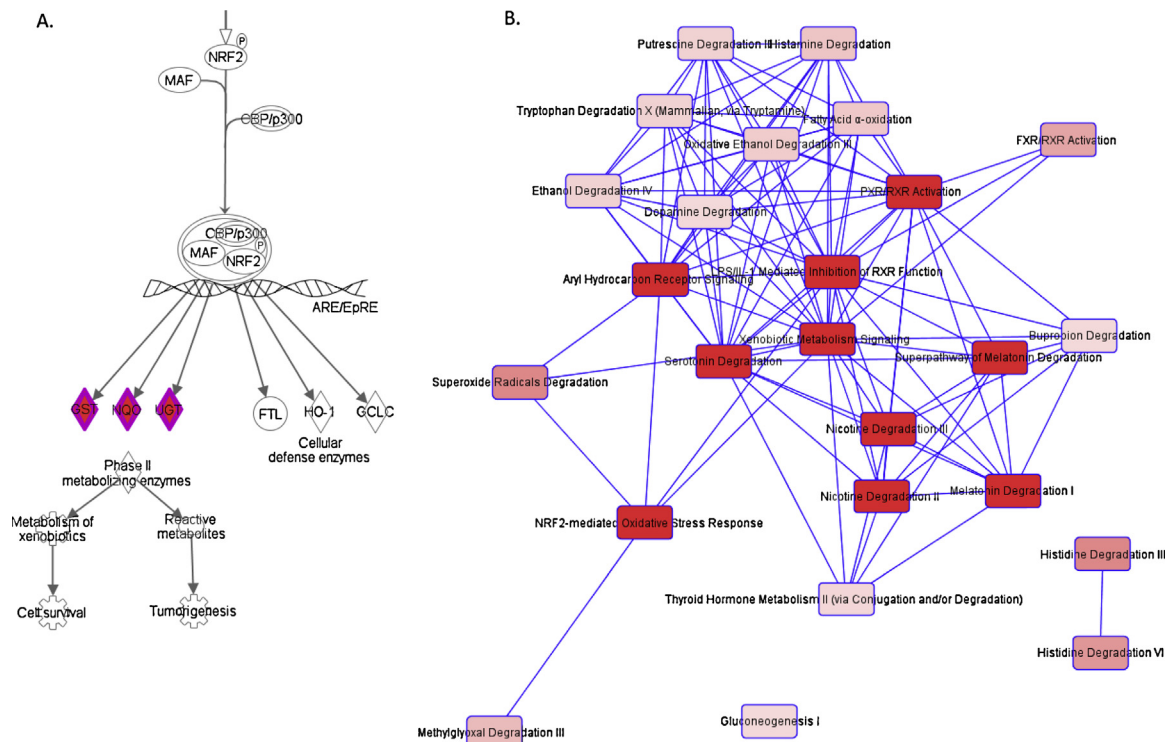 A.
P
NRF2
MAF
CBP/p300
CBP/p300
P
MAF
NRF2
ARE/EpRE
GST
NQO
UGT
FTL
HO-1
GCLC
Cellular
defense enzymes
Phase II
metabolizing enzymes
Metabolism of
xenobiotics
Reactive
metabolites
Cell survival
Tumorigenesis
B.
Putrescine Degradation III
Histamine Degradation
Tryptophan Degradation X (Mammalian, via Tryptamine)
Fatty Acid α-oxidation
Oxidative Ethanol Degradation III
FXR/RXR Activation
Ethanol Degradation IV
PXR/RXR Activation
Dopamine Degradation
Aryl Hydrocarbon Receptor Signaling
LPS/IL-1 Mediated Inhibition of RXR Function
Xenobiotic Metabolism Signaling
Bupropion Degradation
Serotonin Degradation
Superpathway of Melatonin Degradation
Superoxide Radicals Degradation
Nicotine Degradation III
Nicotine Degradation II
Melatonin Degradation I
NRF2-mediated Oxidative Stress Response
Histidine Degradation III
Thyroid Hormone Metabolism II (via Conjugation and/or Degradation)
Histidine Degradation VI
Gluconeogenesis I
Methylglyoxal Degradation III